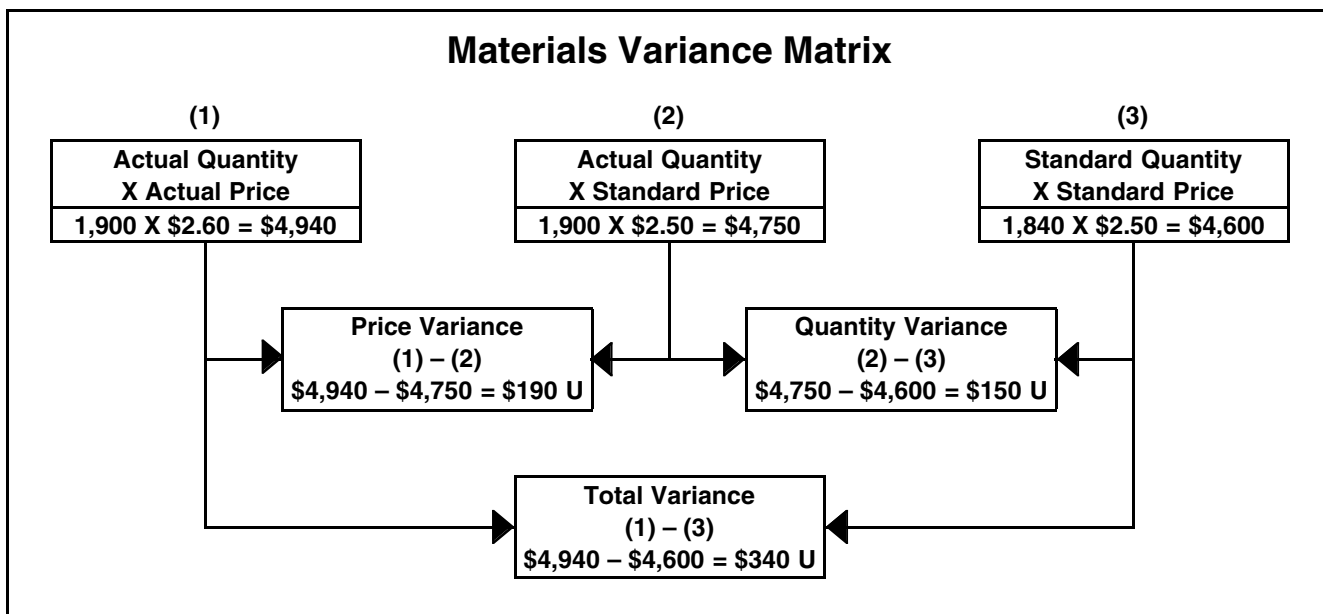 Materials Variance Matrix
(1)
(2)
(3)
Actual Quantity
X Actual Price
1,900 X $2.60 = $4,940
Actual Quantity
X Standard Price
1,900 X $2.50 = $4,750
Standard Quantity
X Standard Price
1,840 X $2.50 = $4,600
Price Variance
(1) – (2)
$4,940 – $4,750 = $190 U
Quantity Variance
(2) – (3)
$4,750 – $4,600 = $150 U
Total Variance
(1) – (3)
$4,940 – $4,600 = $340 U